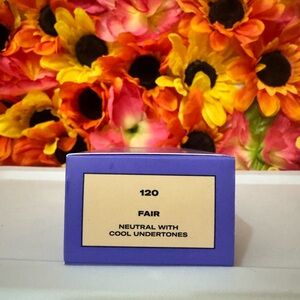 120
FAIR
NEUTRAL WITH
COOL UNDERTONES